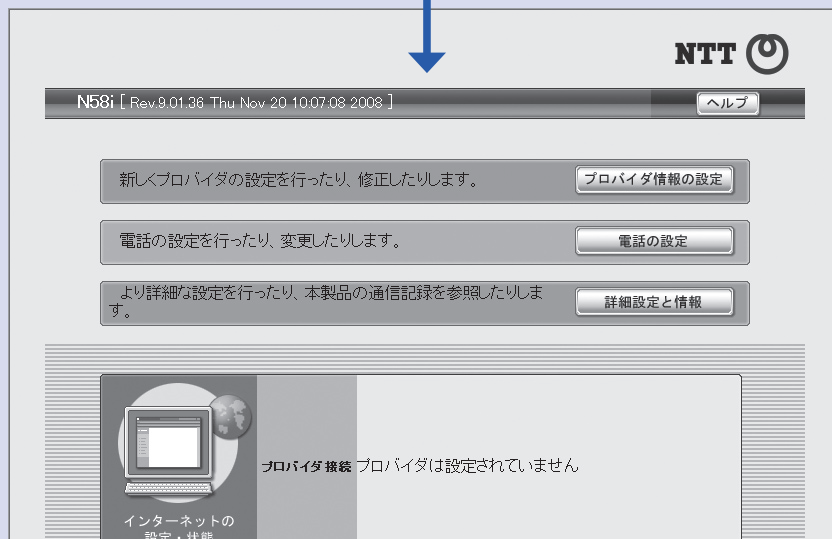 NTT
N58i [ Rev.9.01.36 Thu Nov 20 10:07:08 2008 ]
ヘルプ
新しくプロバイダの設定を行ったり、修正したりします。
プロバイダ情報の設定
電話の設定を行ったり、変更したりします。
電話の設定
より詳細な設定を行ったり、本製品の通信記録を参照したりしま
す。
詳細設定と情報
プロバイダ接続 プロバイダは設定されていません
インターネットの
設定・状態